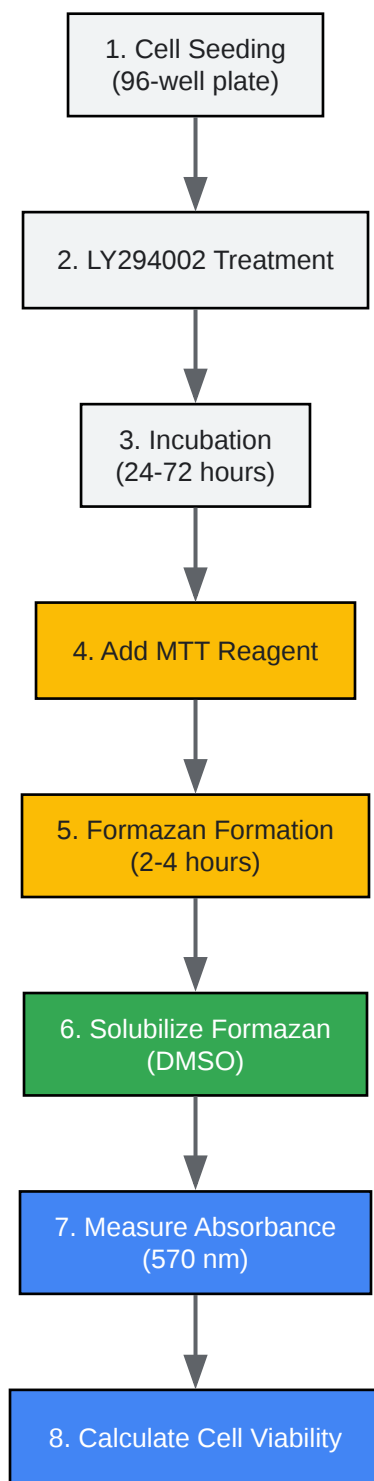 1. Cell Seeding
(96-well plate)
2. LY294002 Treatment
3. Incubation
(24-72 hours)
4. Add MTT Reagent
5. Formazan Formation
(2-4 hours)
6. Solubilize Formazan
(DMSO)
7. Measure Absorbance
(570 nm)
8. Calculate Cell Viability